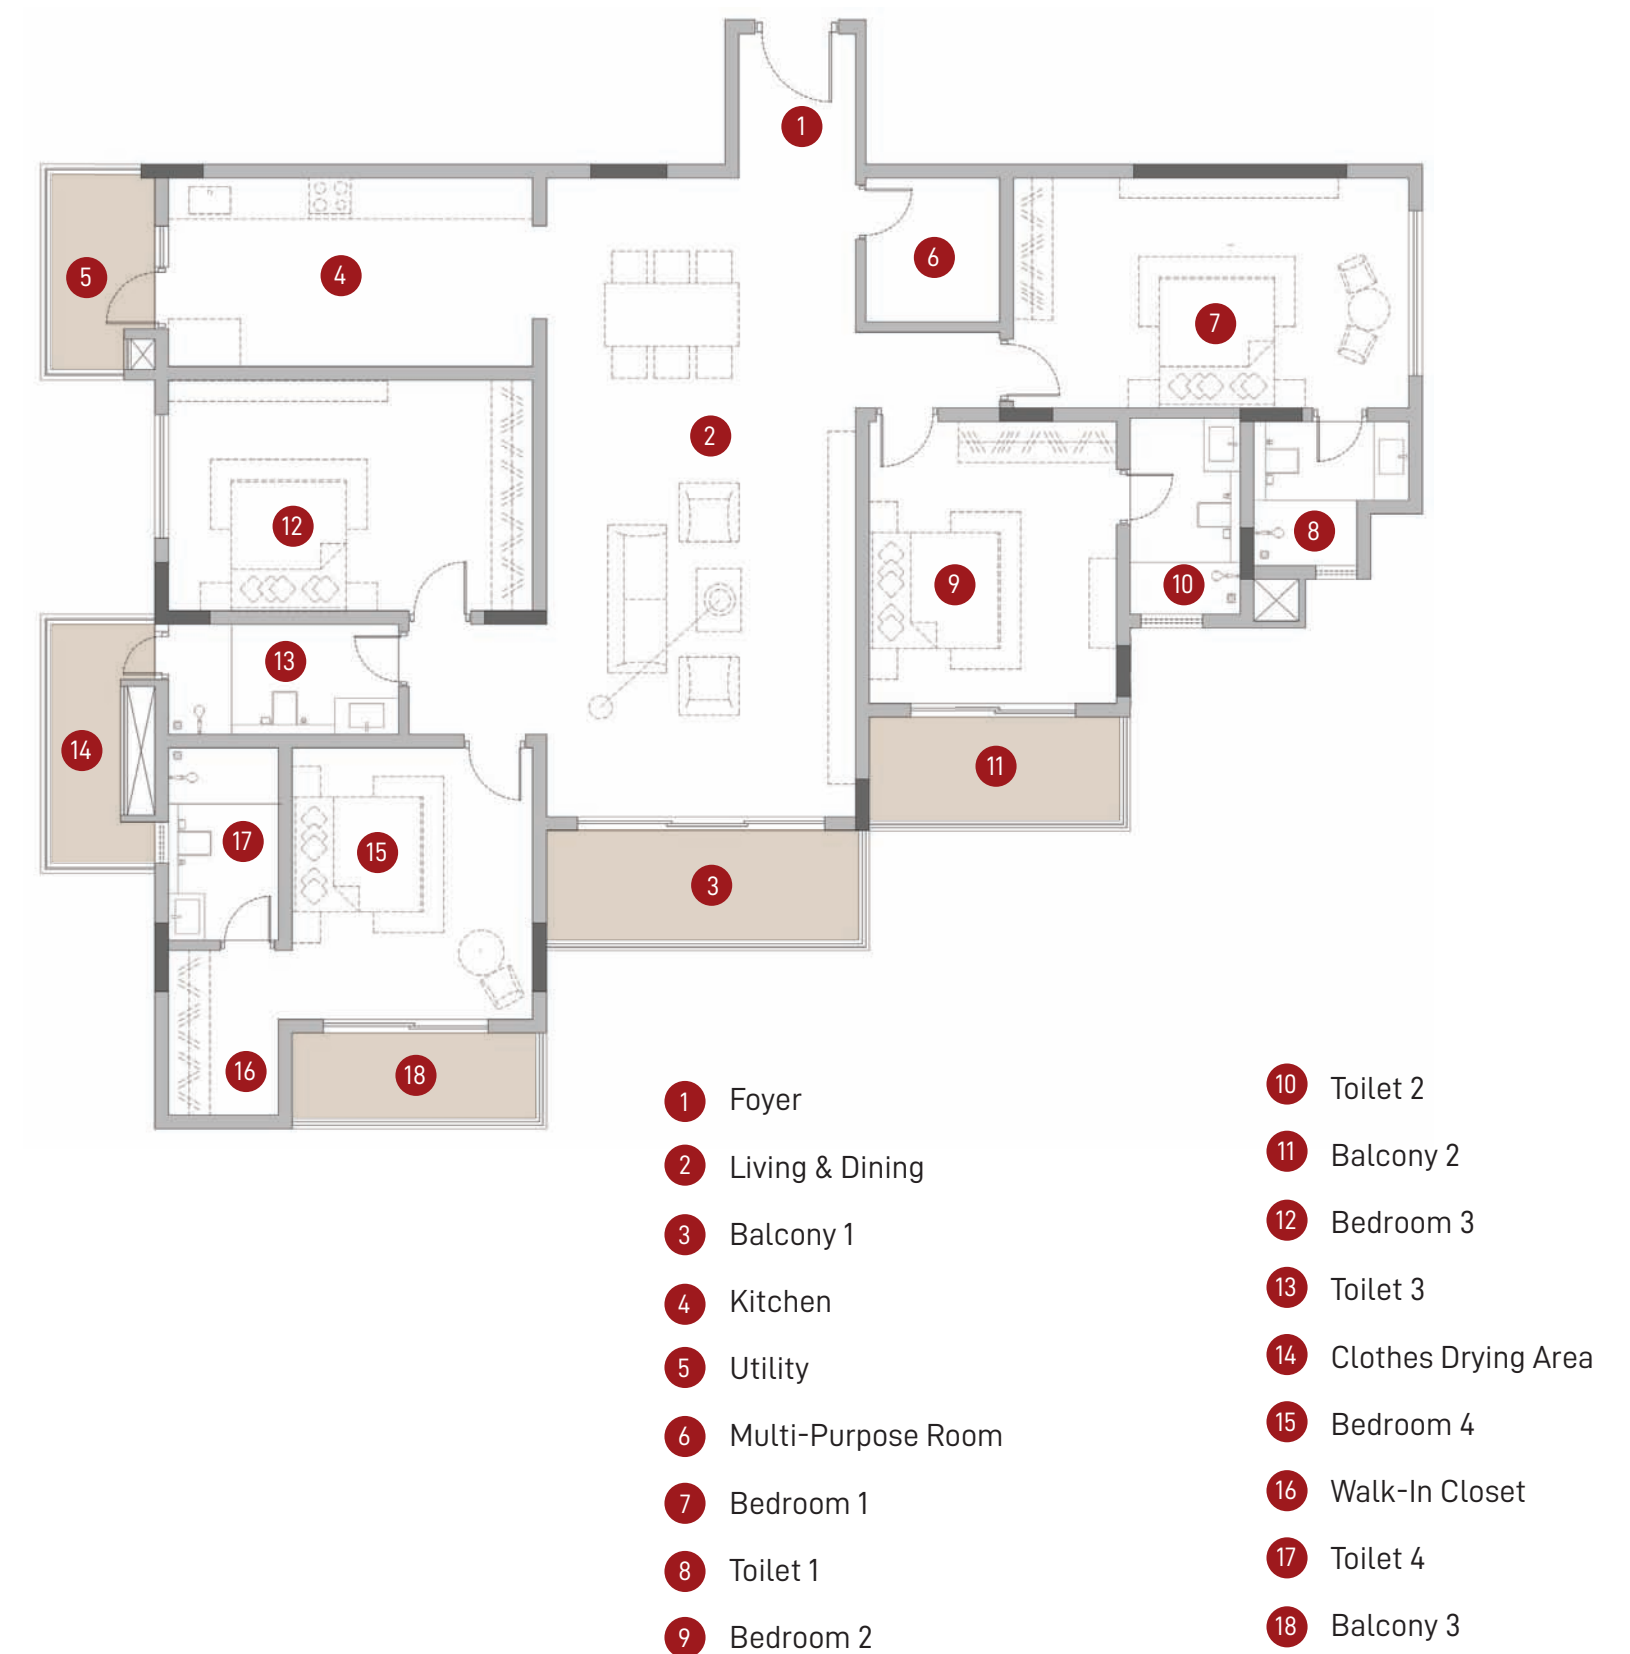 1
5
4
6
7
2
12
9
8
10
13
14
11
17
15
3
16
18
1 Foyer
2 Living & Dining
3 Balcony 1
4 Kitchen
5 Utility
6 Multi-Purpose Room
7 Bedroom 1
8 Toilet 1
9 Bedroom 2
10 Toilet 2
11 Balcony 2
12 Bedroom 3
13 Toilet 3
14 Clothes Drying Area
15 Bedroom 4
16 Walk-In Closet
17 Toilet 4
18 Balcony 3